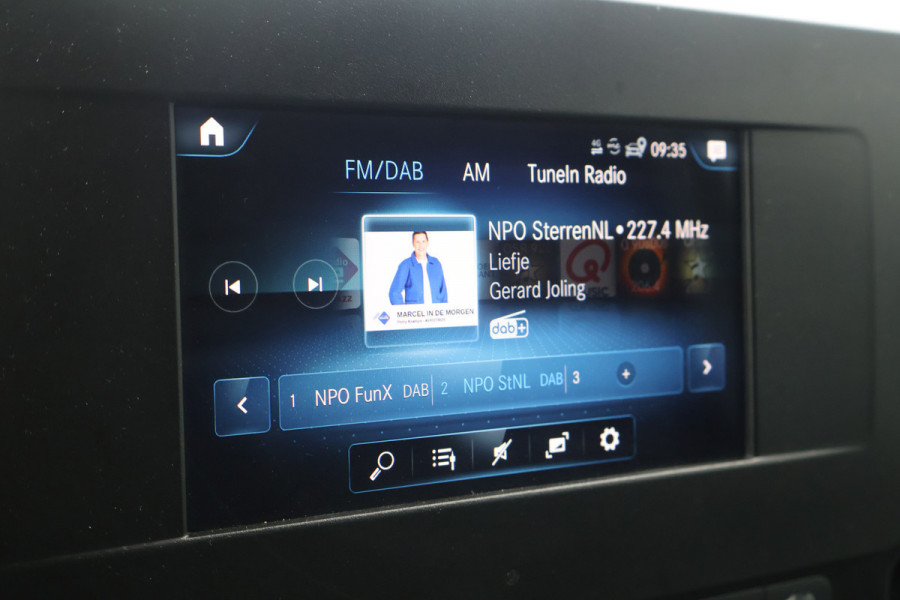 4G 09:35
FM/DAB AM TuneIn Radio
NPO SterrenNL • 227.4 MHz
Liefje
Gerard Joling
MARCEL IN DE MORGEN
dab+
1 NPO FunX DAB 2 NPO StNL DAB 3 +